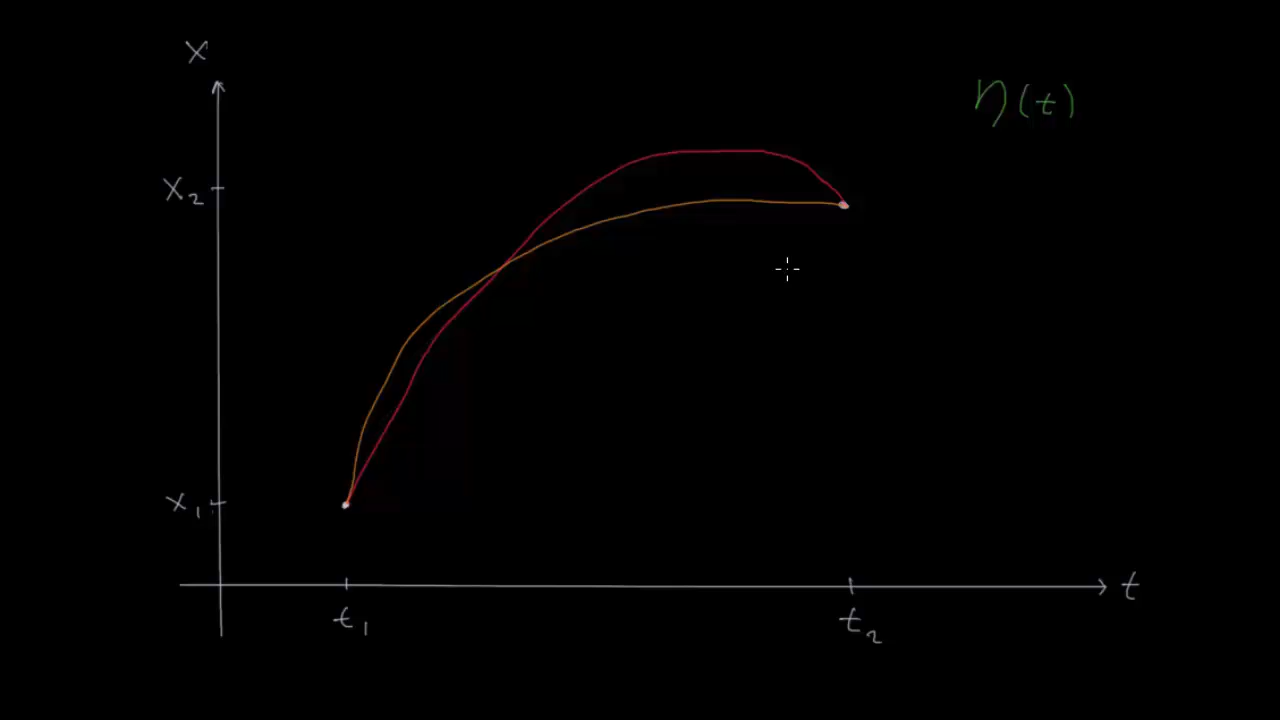 x
η(t)
x₂
x₁
t
t₁
t₂